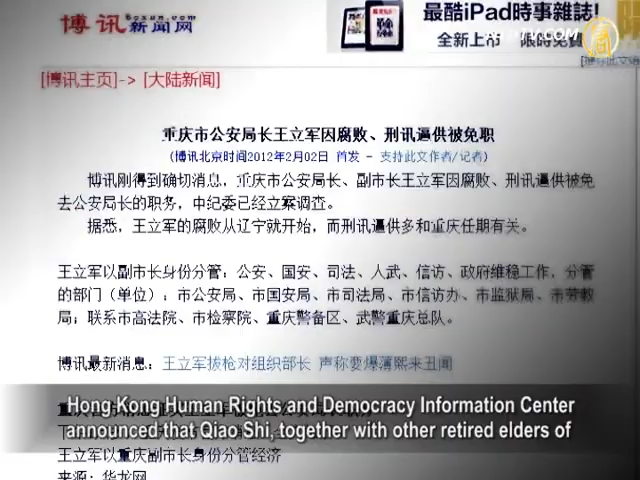 博讯新闻网
boxun.com
最酷iPad時事雜誌!
全新上市 限時免費
[博讯主页]-> [大陆新闻]
重庆市公安局长王立军因腐败、刑讯逼供被免职
(博讯北京时间2012年2月02日 首发 - 支持此文作者/记者)
博讯刚得到确切消息，重庆市公安局长、副市长王立军因腐败、刑讯逼供被免
去公安局长的职务，中纪委已经立案调查。
据悉，王立军的腐败从辽宁就开始，而刑讯逼供多和重庆任期有关。
王立军以副市长身份分管：公安、国安、司法、人武、信访、政府维稳工作，分管
的部门（单位）：市公安局、市国安局、市司法局、市信访办、市监狱局、市劳教
局；联系市高法院、市检察院、重庆警备区、武警重庆总队。
博讯最新消息：王立军拔枪对组织部长 声称要爆薄熙来丑闻
Hong Kong Human Rights and Democracy Information Center
announced that Qiao Shi, together with other retired elders of
王立军以重庆副市长身份分管经济
来源：华龙网